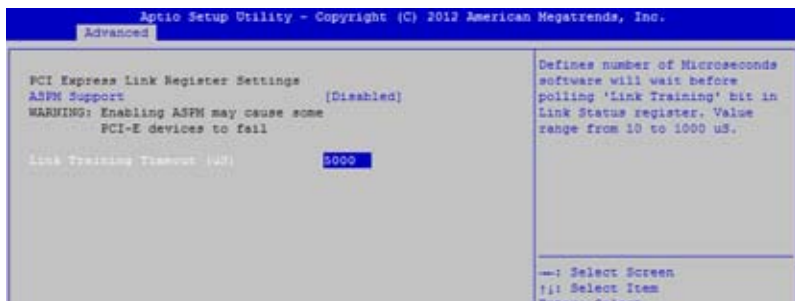 Aptio Setup Utility - Copyright (C) 2012 American Megatrends, Inc.
Advanced
PCI Express Link Register Settings
ASPM Support [Disabled]
WARNING: Enabling ASPM may cause some
PCI-E devices to fail
Link Training Timeout (uS) 5000
Defines number of Microseconds
software will wait before
polling 'Link Training' bit in
Link Status register. Value
range from 10 to 1000 uS.
: Select Screen
↑↓: Select Item